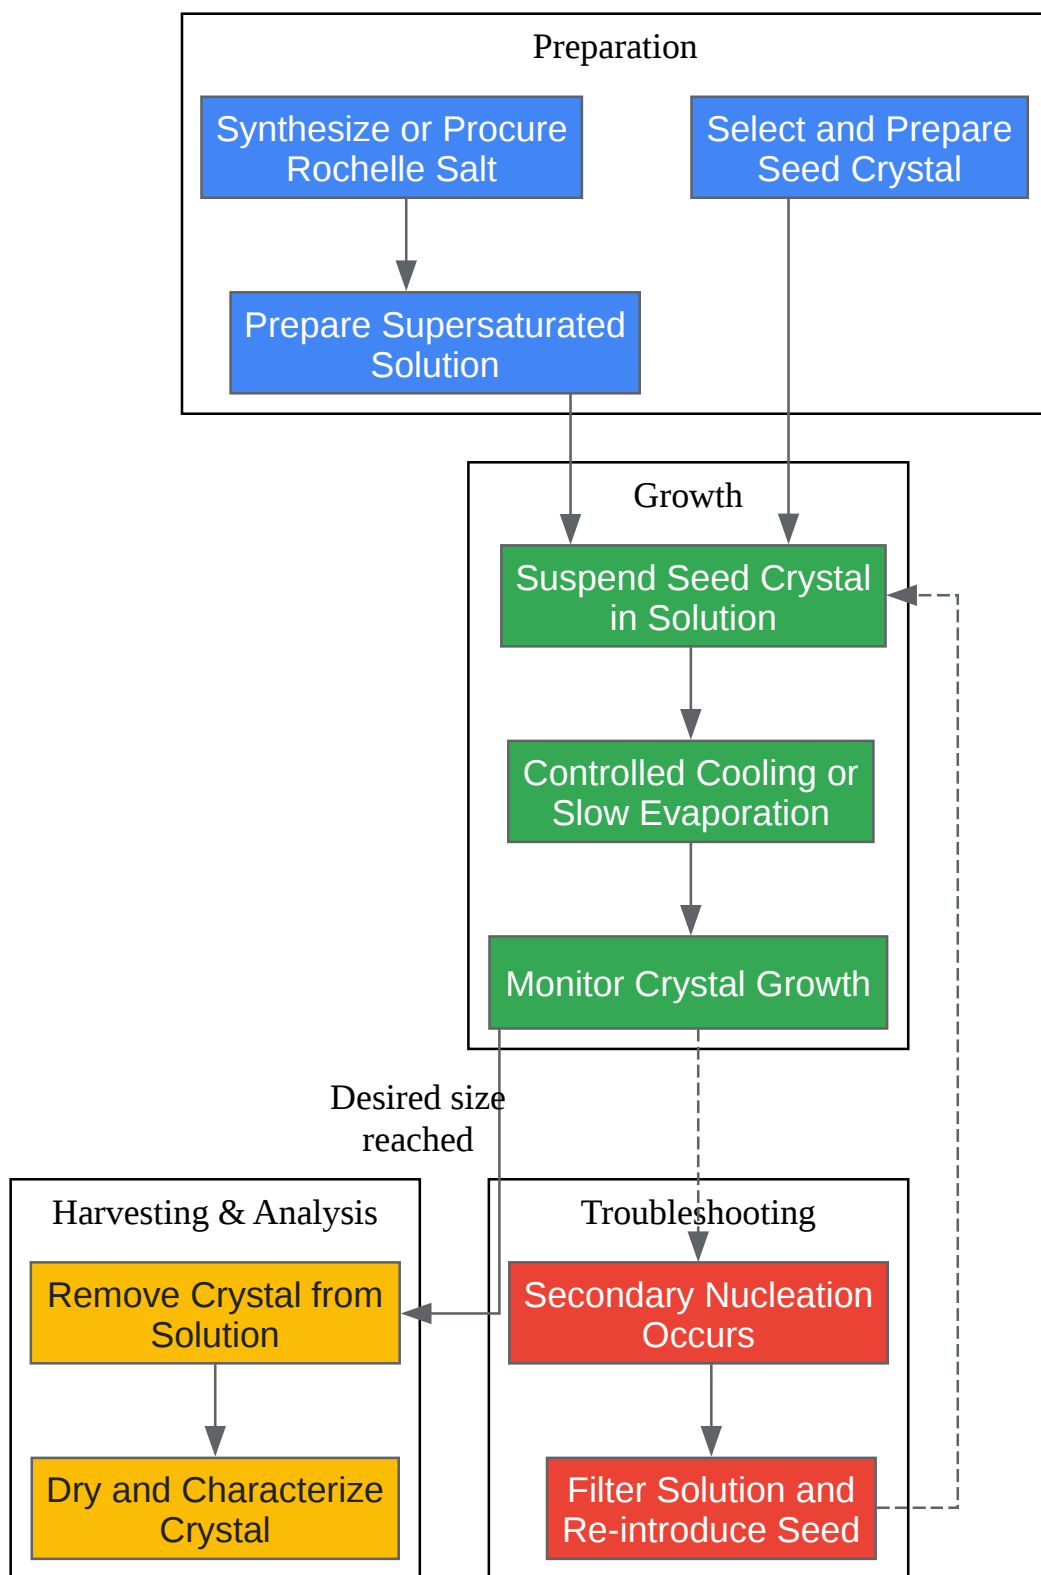 Preparation
Synthesize or Procure
Rochelle Salt
Select and Prepare
Seed Crystal
Prepare Supersaturated
Solution
Growth
Suspend Seed Crystal
in Solution
Controlled Cooling or
Slow Evaporation
Monitor Crystal Growth
Desired size
reached
Harvesting & Analysis
Remove Crystal from
Solution
Dry and Characterize
Crystal
Troubleshooting
Secondary Nucleation
Occurs
Filter Solution and
Re-introduce Seed